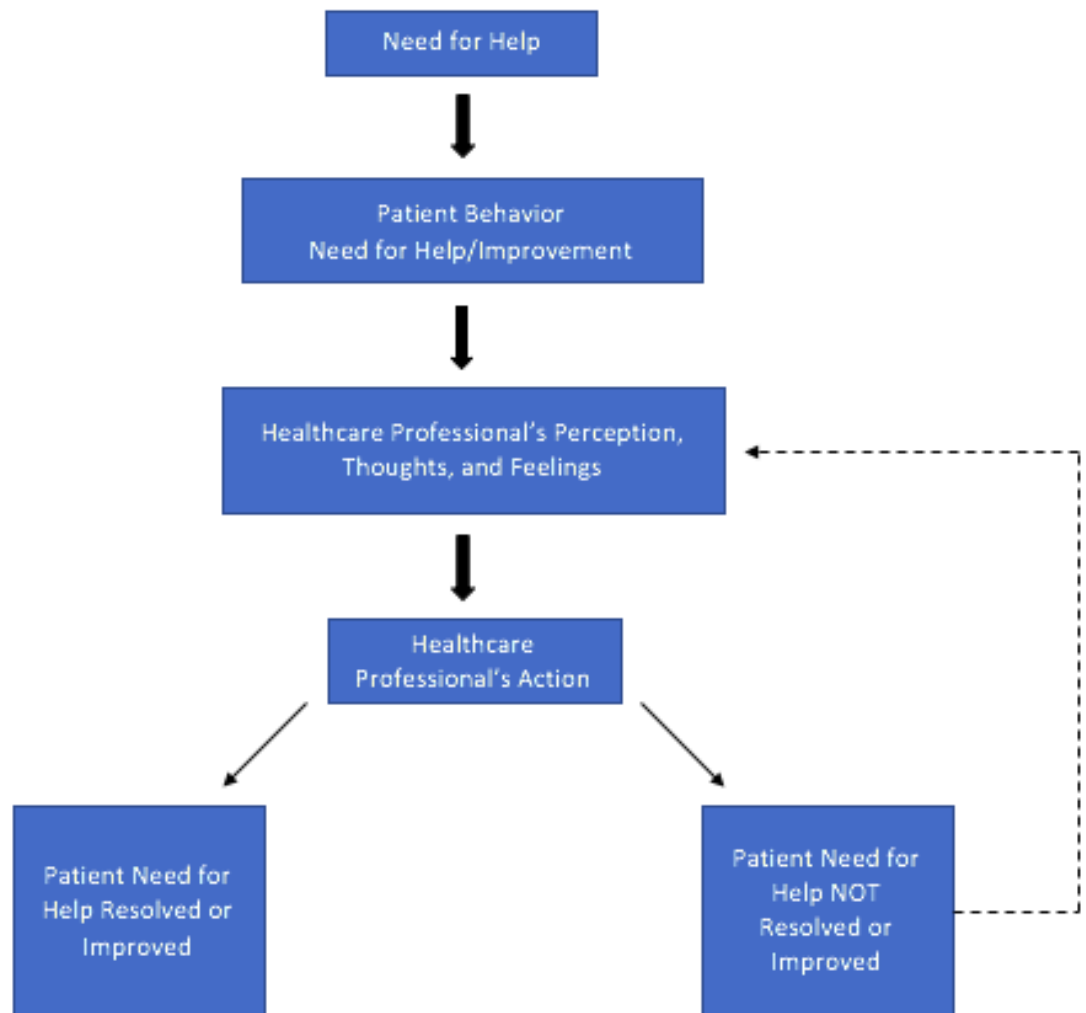 Need for Help
Patient Behavior
Need for Help/Improvement
Healthcare Professional’s Perception,
Thoughts, and Feelings
Healthcare
Professional’s Action
Patient Need for
Help Resolved or
Improved
Patient Need for
Help NOT
Resolved or
Improved